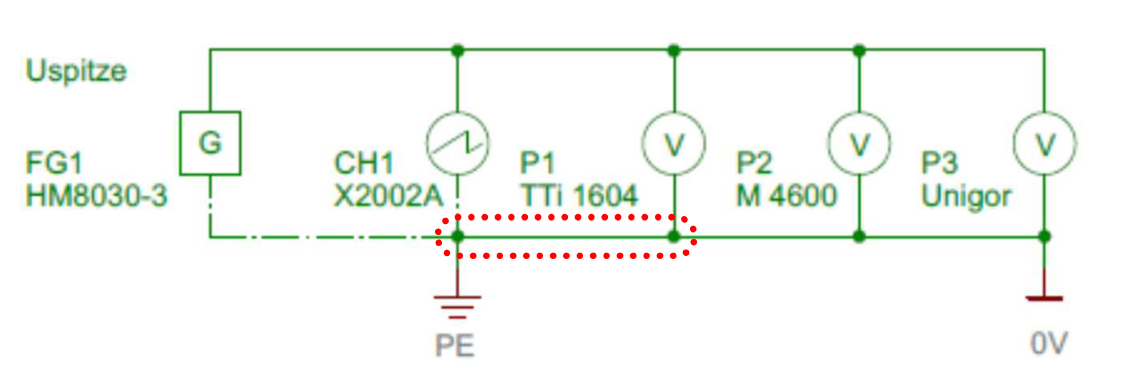 Uspitze
G
V
V
V
FG1
HM8030-3
CH1
X2002A
P1
TTi 1604
P2
M 4600
P3
Unigor
PE
0V